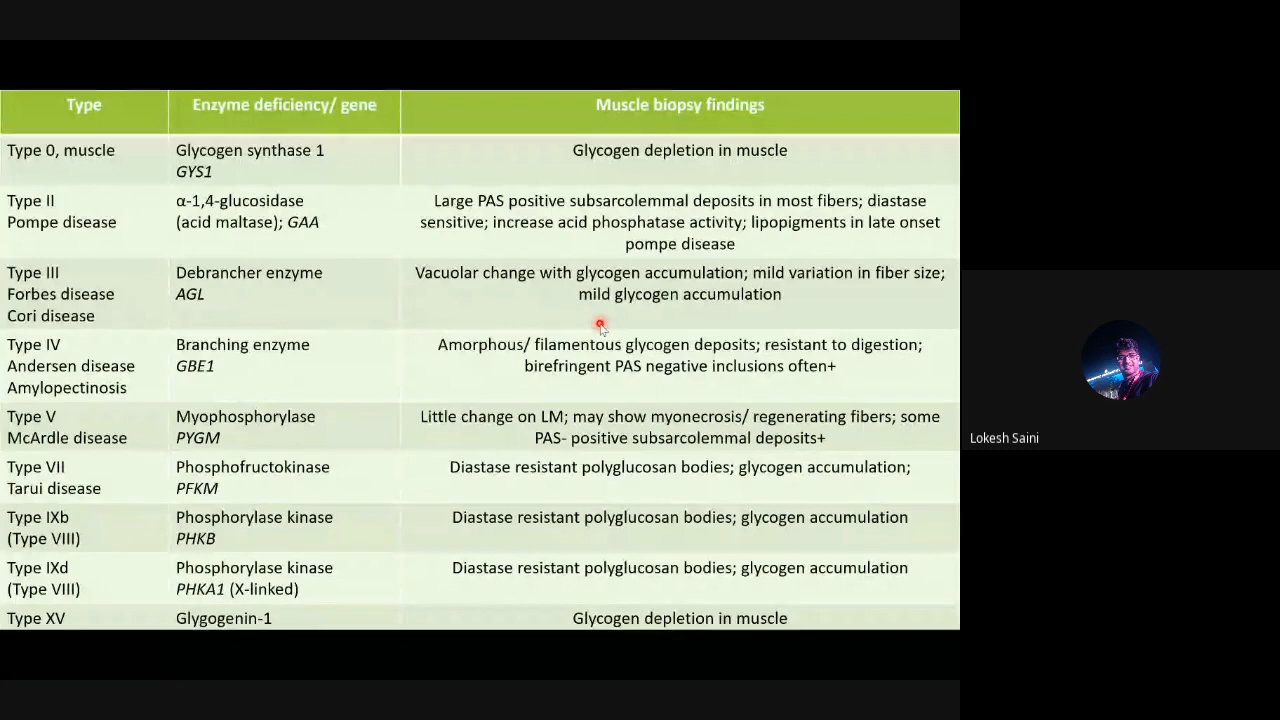 Type Enzyme deficiency/ gene Muscle biopsy findings
Type 0, muscle
Glycogen synthase 1
GYS1
Glycogen depletion in muscle
Type II
Pompe disease
α-1,4-glucosidase
(acid maltase); GAA
Large PAS positive subsarcolemmal deposits in most fibers; diastase
sensitive; increase acid phosphatase activity; lipopigments in late onset
pompe disease
Type III
Forbes disease
Cori disease
Debrancher enzyme
AGL
Vacuolar change with glycogen accumulation; mild variation in fiber size;
mild glycogen accumulation
Type IV
Andersen disease
Amylopectinosis
Branching enzyme
GBE1
Amorphous/ filamentous glycogen deposits; resistant to digestion;
birefringent PAS negative inclusions often+
Type V
McArdle disease
Myophosphorylase
PYGM
Little change on LM; may show myonecrosis/ regenerating fibers; some
PAS- positive subsarcolemmal deposits+
Type VII
Tarui disease
Phosphofructokinase
PFKM
Diastase resistant polyglucosan bodies; glycogen accumulation;
Type IXb
(Type VIII)
Phosphorylase kinase
PHKB
Diastase resistant polyglucosan bodies; glycogen accumulation
Type IXd
(Type VIII)
Phosphorylase kinase
PHKA1 (X-linked)
Diastase resistant polyglucosan bodies; glycogen accumulation
Type XV
Glygogenin-1
Glycogen depletion in muscle
Lokesh Saini